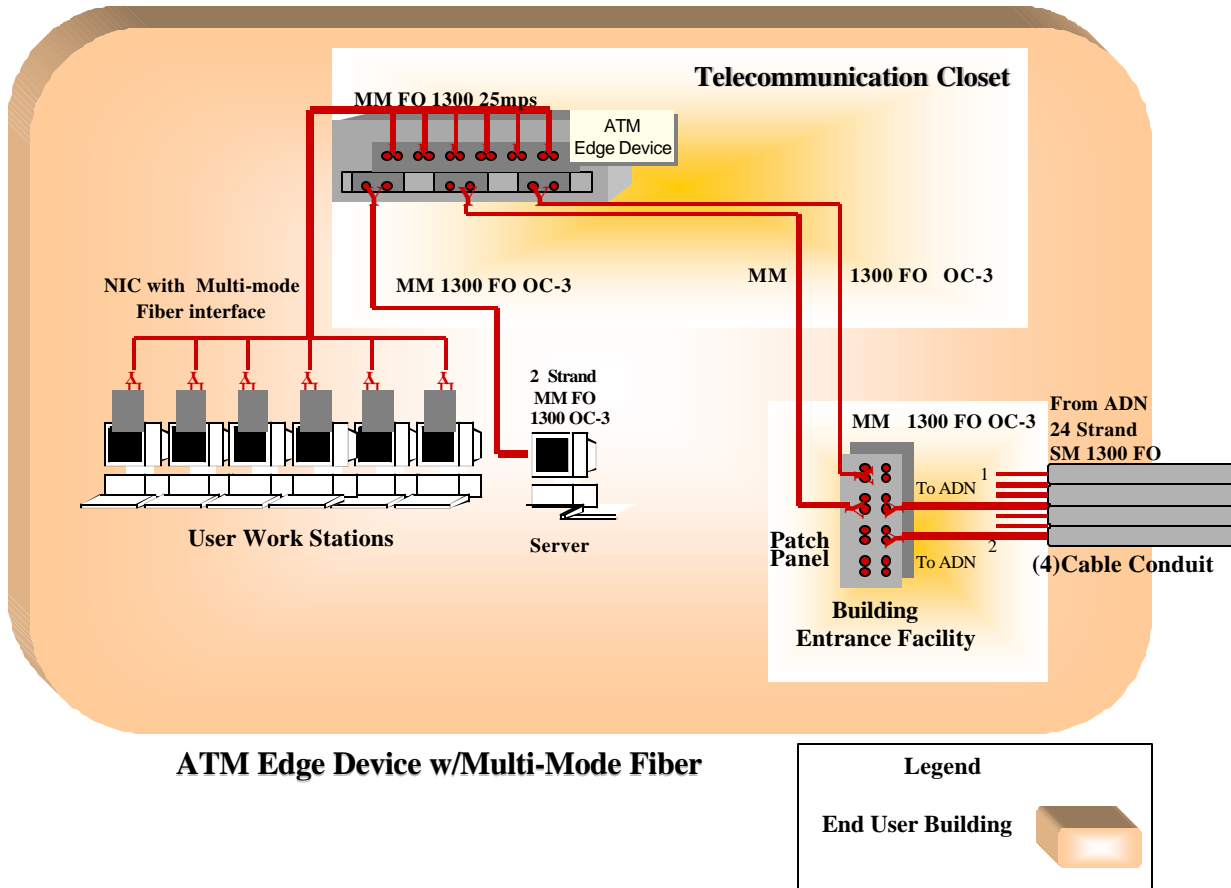 Telecommunication Closet
MM FO 1300 25mps
ATM
Edge Device
NIC with Multi-mode
Fiber interface
MM 1300 FO OC-3
MM 1300 FO OC-3
2 Strand
MM FO
1300 OC-3
User Work Stations
Server
MM 1300 FO OC-3
From ADN
24 Strand
SM 1300 FO
1
To ADN
2
To ADN
Patch
Panel
(4)Cable Conduit
Building
Entrance Facility
ATM Edge Device w/Multi-Mode Fiber
Legend
End User Building